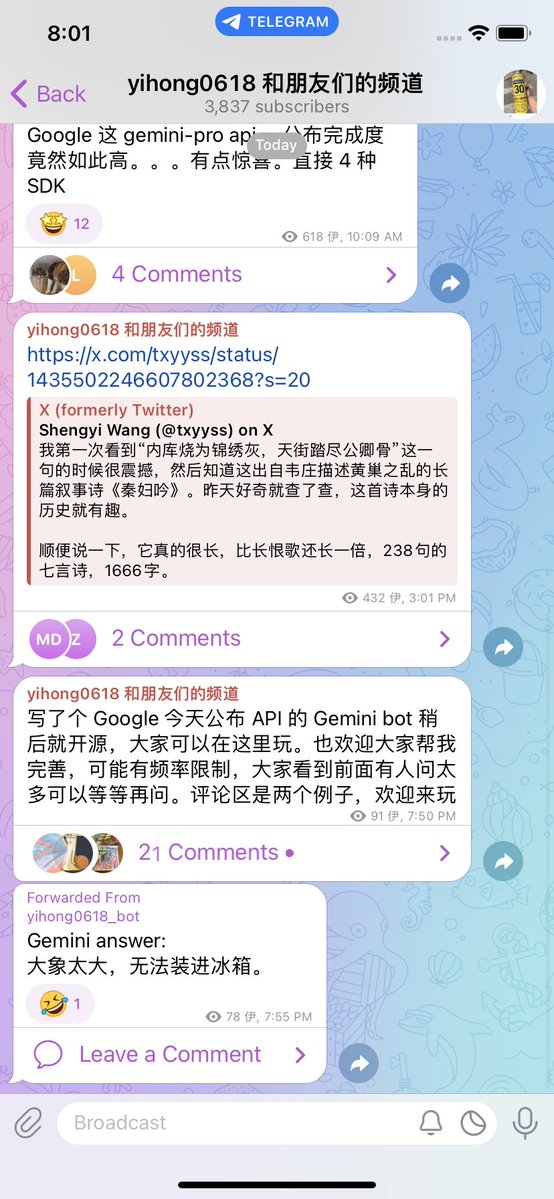 8:01
TELEGRAM
Back
yihong0618 和朋友们的频道
3,837 subscribers
Google 这 gemini-pro api 公布完成度
Today
竟然如此高。。。有点惊喜。直接 4 种
SDK
12
618 伊, 10:09 AM
L
4 Comments
yihong0618 和朋友们的频道
https://x.com/txyyss/status/
1435502246607802368?s=20
X (formerly Twitter)
Shengyi Wang (@txyyss) on X
我第一次看到“内库烧为锦绣灰，天街踏尽公卿骨”这一
句的时候很震撼，然后知道这出自韦庄描述黄巢之乱的长
篇叙事诗《秦妇吟》。昨天好奇就查了查，这首诗本身的
历史就有趣。
顺便说一下，它真的很长，比长恨歌还长一倍，238句的
七言诗，1666字。
432 伊, 3:01 PM
MD Z
2 Comments
yihong0618 和朋友们的频道
写了个 Google 今天公布 API 的 Gemini bot 稍
后就开源，大家可以在这里玩。也欢迎大家帮我
完善，可能有频率限制，大家看到前面有人问太
多可以等等再问。评论区是两个例子，欢迎来玩
91 伊, 7:50 PM
21 Comments
Forwarded From
yihong0618_bot
Gemini answer:
大象太大，无法装进冰箱。
1
78 伊, 7:55 PM
Leave a Comment
Broadcast